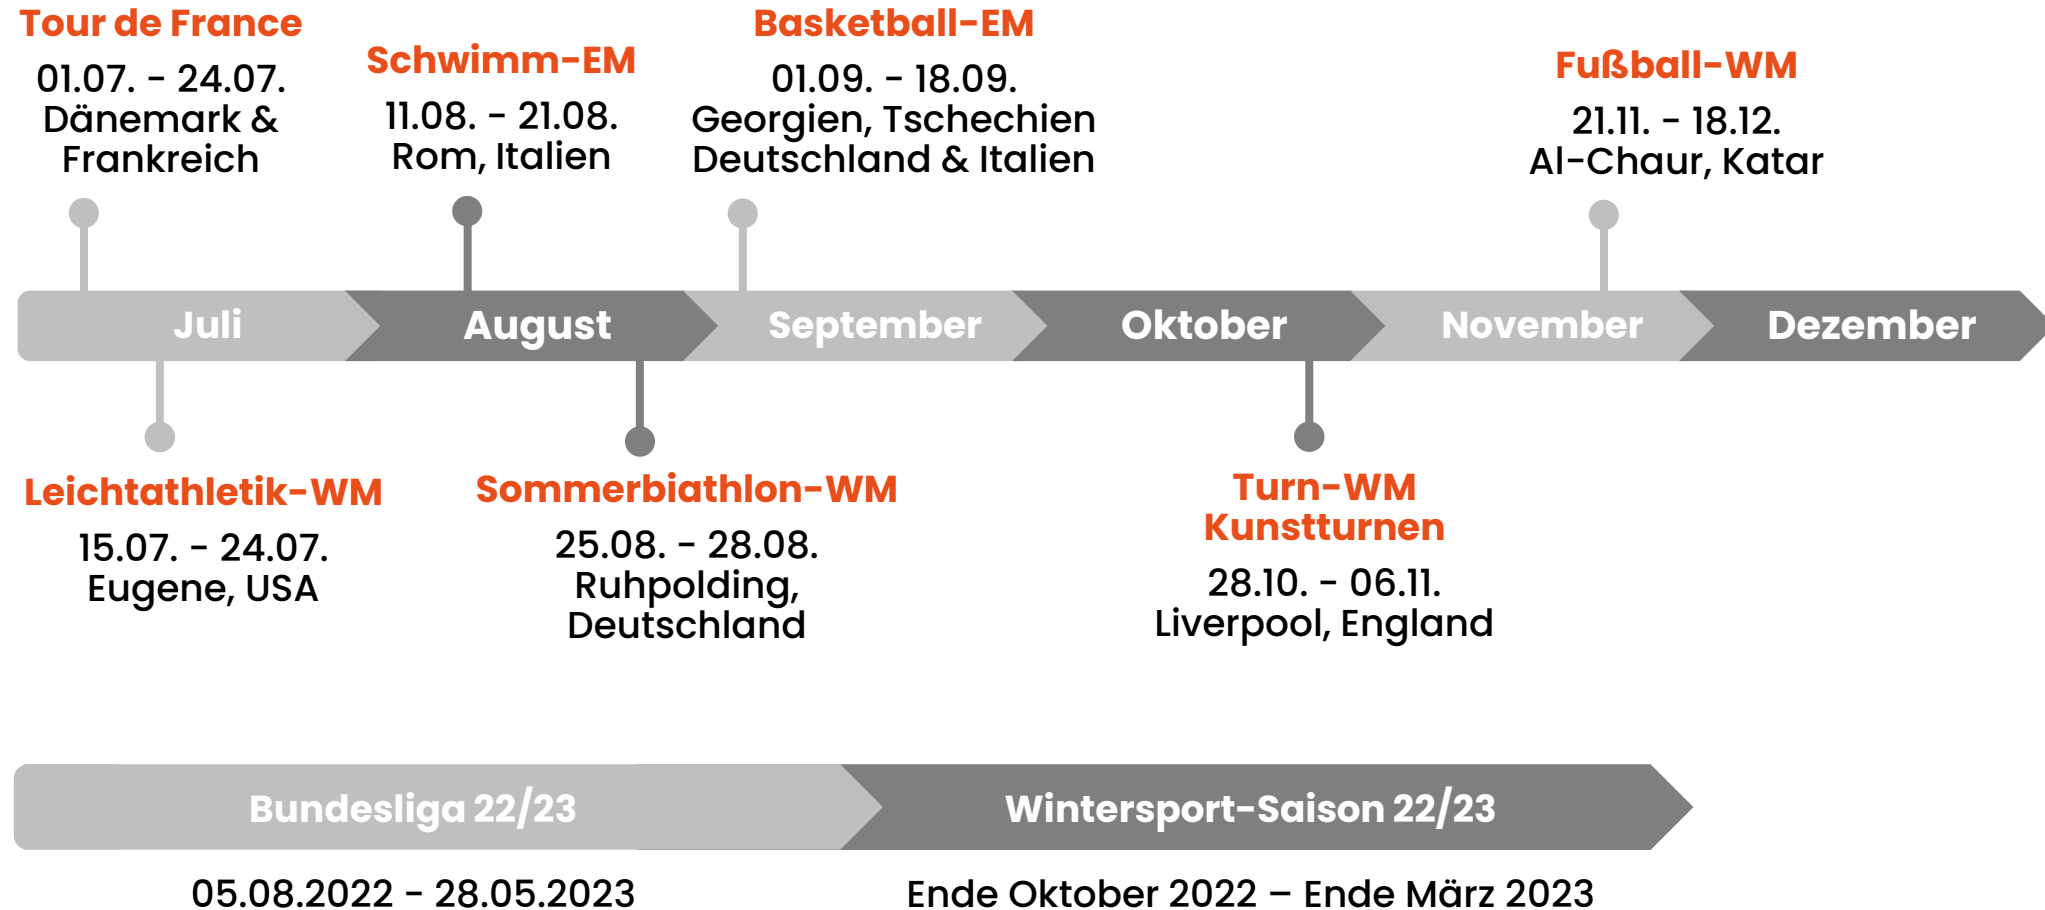 Tour de France
01.07. - 24.07.
Dänemark &
Frankreich
Schwimm-EM
11.08. - 21.08.
Rom, Italien
Basketball-EM
01.09. - 18.09.
Georgien, Tschechien
Deutschland & Italien
Fußball-WM
21.11. - 18.12.
Al-Chaur, Katar
Juli
August
September
Oktober
November
Dezember
Leichtathletik-WM
15.07. - 24.07.
Eugene, USA
Sommerbiathlon-WM
25.08. - 28.08.
Ruhpolding,
Deutschland
Turn-WM
Kunstturnen
28.10. - 06.11.
Liverpool, England
Bundesliga 22/23
05.08.2022 - 28.05.2023
Wintersport-Saison 22/23
Ende Oktober 2022 – Ende März 2023